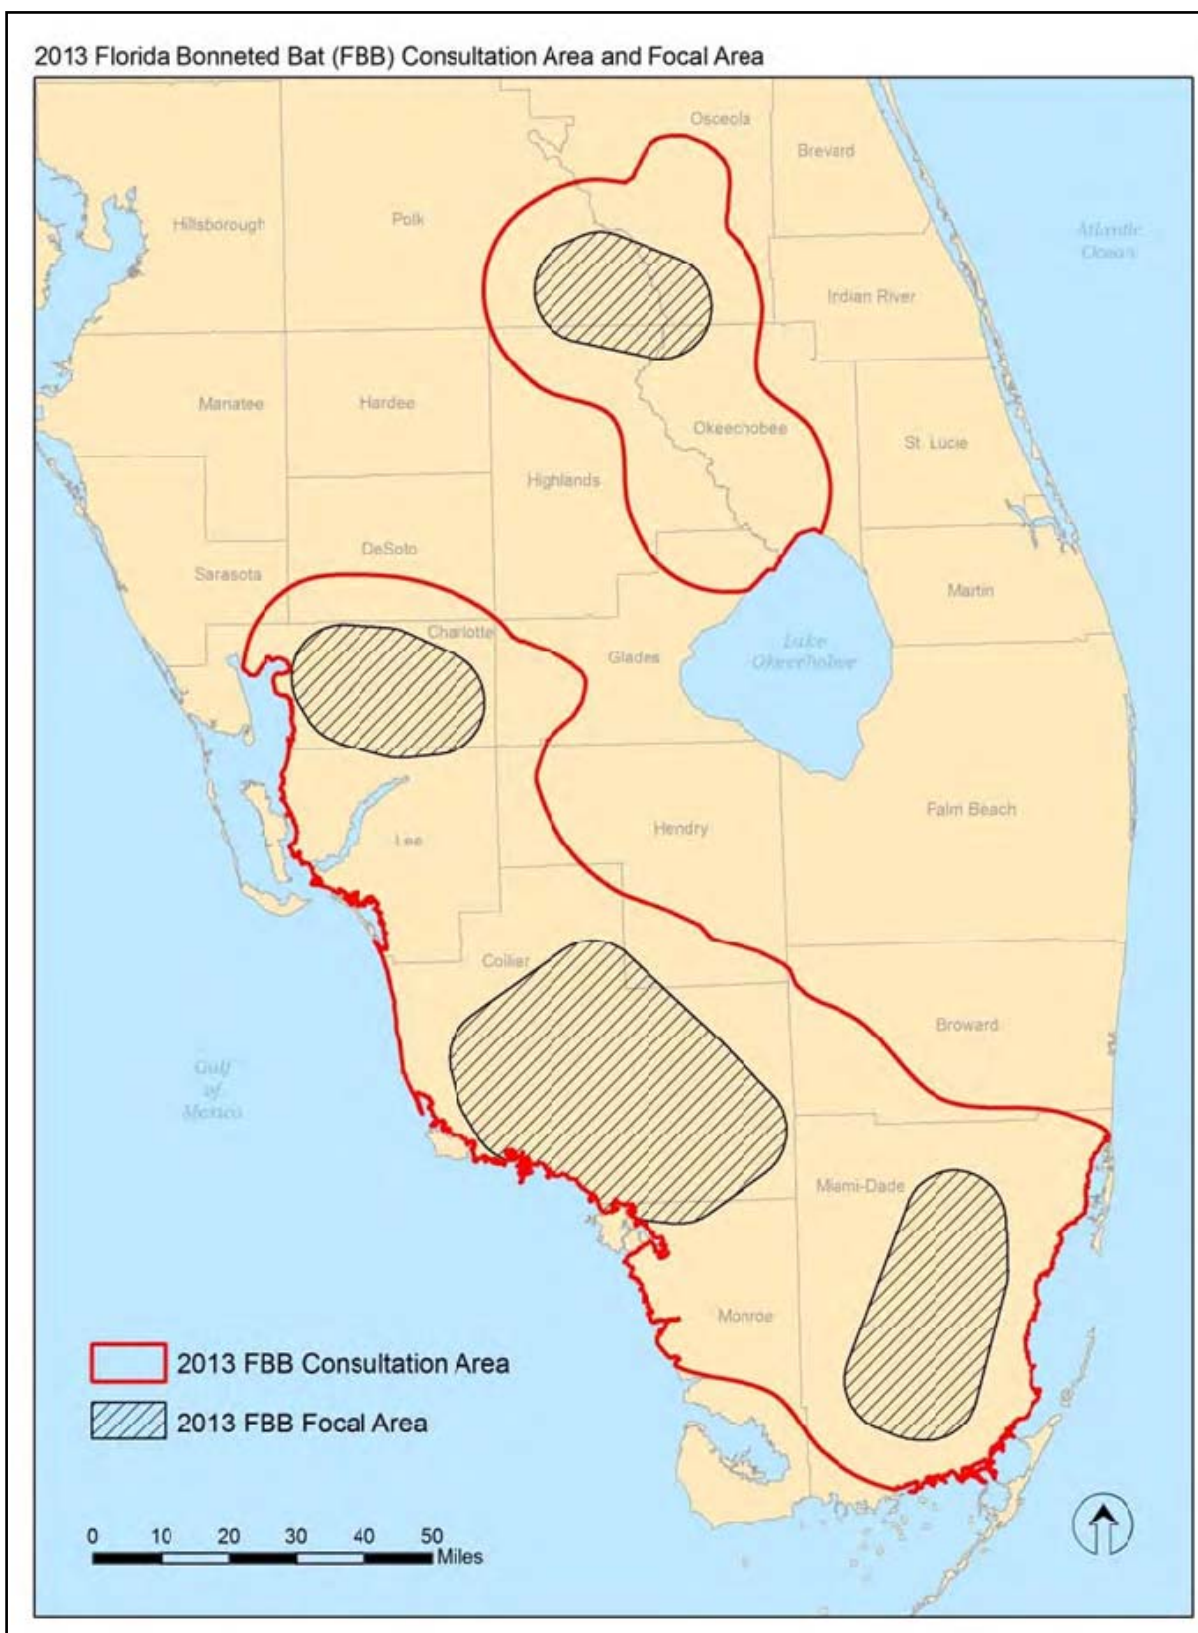 2013 Florida Bonneted Bat (FBB) Consultation Area and Focal Area
Osceola
Brevard
Hillsborough
Polk
Atlantic
Ocean
Indian River
Manatee
Hardee
Okeechobee
St. Lucie
Highlands
DeSoto
Sarasota
Martin
Charlotte
Glades
Lake
Okeechobee
Hendry
Palm Beach
Lee
Collier
Broward
Gulf
of
Mexico
Miami-Dade
Monroe
2013 FBB Consultation Area
2013 FBB Focal Area
0 10 20 30 40 50
Miles